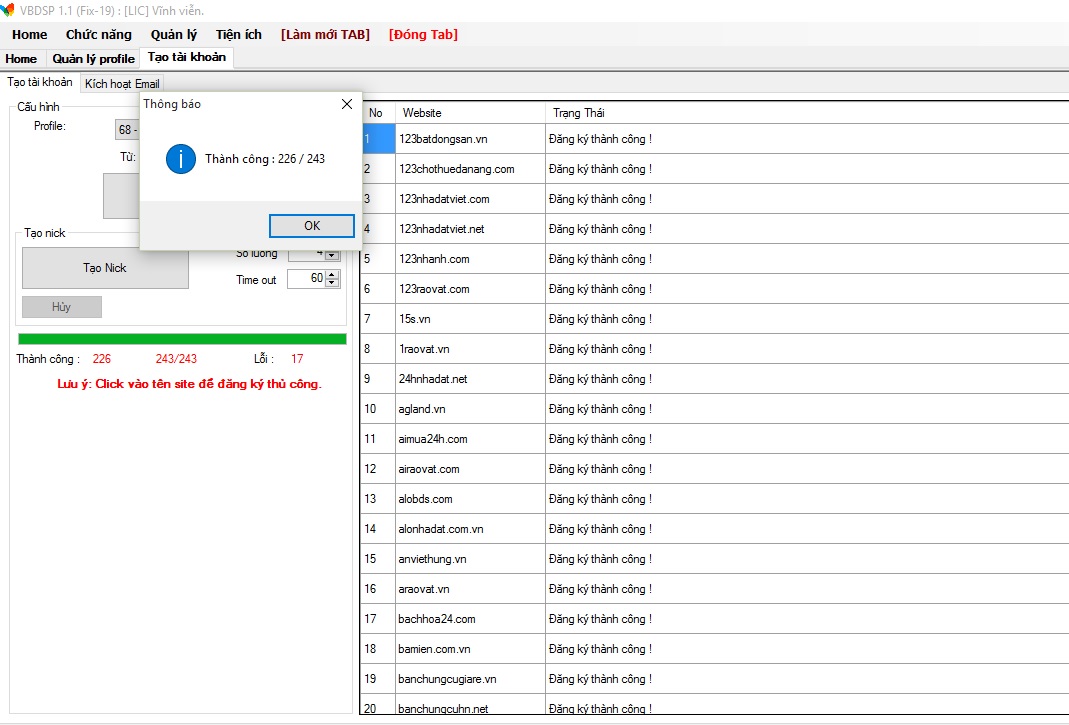 VBDSP 1.1 (Fix-19) : [LIC] Vĩnh viễn.
Home Chức năng Quản lý Tiện ích [Làm mới TAB] [Đóng Tab]
Home Quản lý profile Tạo tài khoản
Tạo tài khoản Kích hoạt Email
Cấu hình
Profile: 68 -
Từ:
Thông báo
Thành công : 226 / 243
OK
Tạo nick
Tạo Nick
Số luồng 4
Time out 60
Hủy
Thành công : 226 243/243 Lỗi : 17
Lưu ý: Click vào tên site để đăng ký thủ công.
No Website Trạng Thái
1 123batdongsan.vn Đăng ký thành công !
2 123chothuedanang.com Đăng ký thành công !
3 123nhadatviet.com Đăng ký thành công !
4 123nhadatviet.net Đăng ký thành công !
5 123nhanh.com Đăng ký thành công !
6 123raovat.com Đăng ký thành công !
7 15s.vn Đăng ký thành công !
8 1raovat.vn Đăng ký thành công !
9 24hnhadat.net Đăng ký thành công !
10 agland.vn Đăng ký thành công !
11 aimua24h.com Đăng ký thành công !
12 airaovat.com Đăng ký thành công !
13 alobds.com Đăng ký thành công !
14 alonhadat.com.vn Đăng ký thành công !
15 anviethung.vn Đăng ký thành công !
16 araovat.vn Đăng ký thành công !
17 bachhoa24.com Đăng ký thành công !
18 bamien.com.vn Đăng ký thành công !
19 banchungcugiare.vn Đăng ký thành công !
20 banchungcuhn.net Đăng ký thành công !